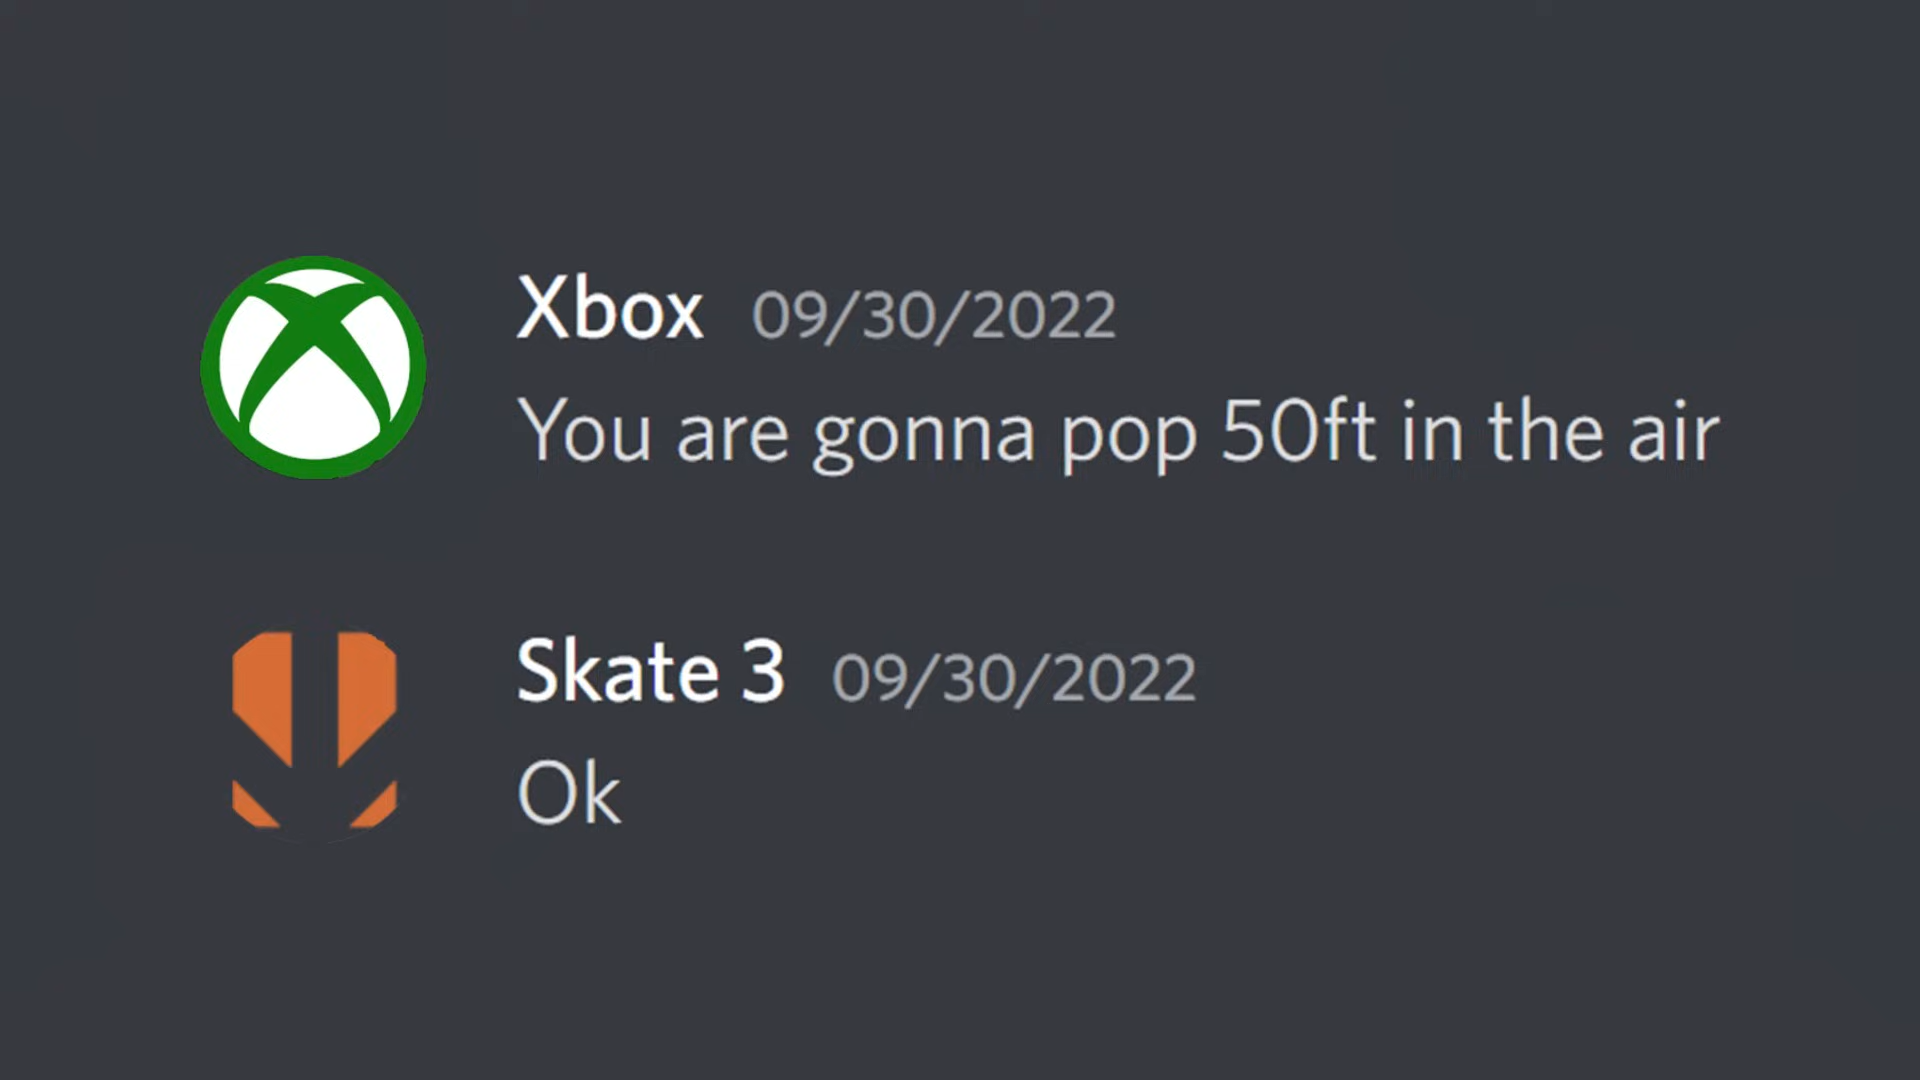 Xbox 09/30/2022
You are gonna pop 50ft in the air
Skate 3 09/30/2022
Ok